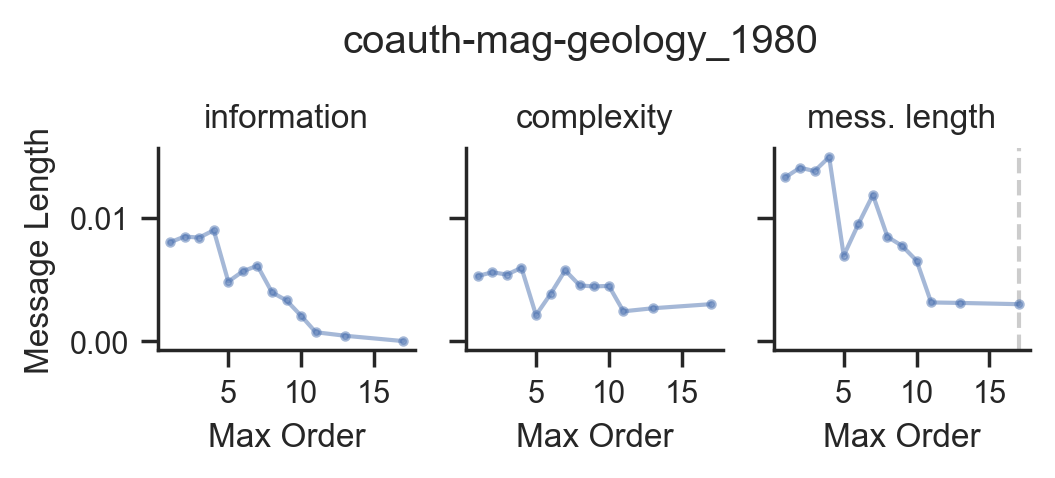 coauth-mag-geology_1980
information complexity mess. length
Message Length
0.01
0.00
5 10 15 5 10 15 5 10 15
Max Order Max Order Max Order